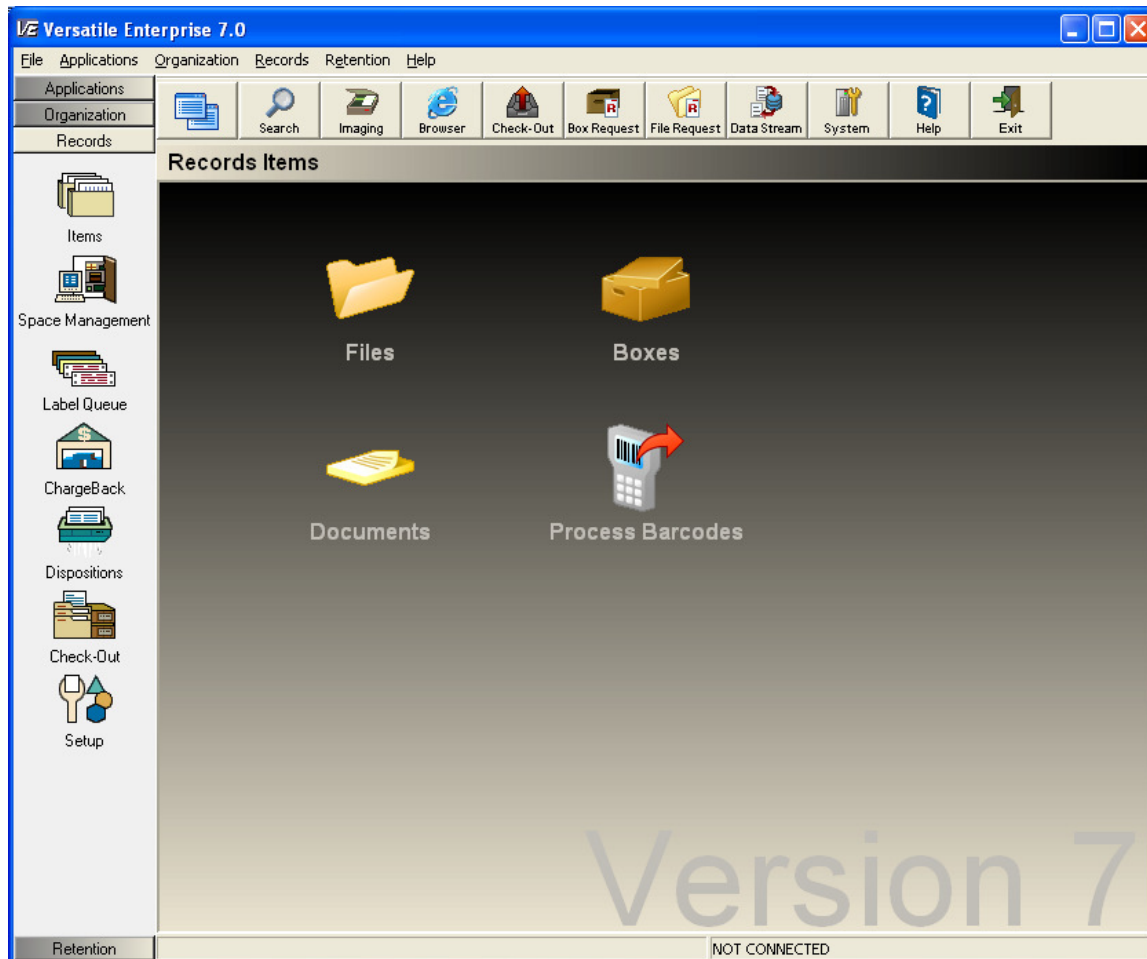 VE Versatile Enterprise 7.0
File Applications Organization Records Retention Help
Applications
Organization
Records
Search Imaging Browser Check-Out Box Request File Request Data Stream System Help Exit
Records Items
Items
Space Management
Label Queue
ChargeBack
Dispositions
Check-Out
Setup
Files Boxes
Documents Process Barcodes
Version 7
Retention
NOT CONNECTED